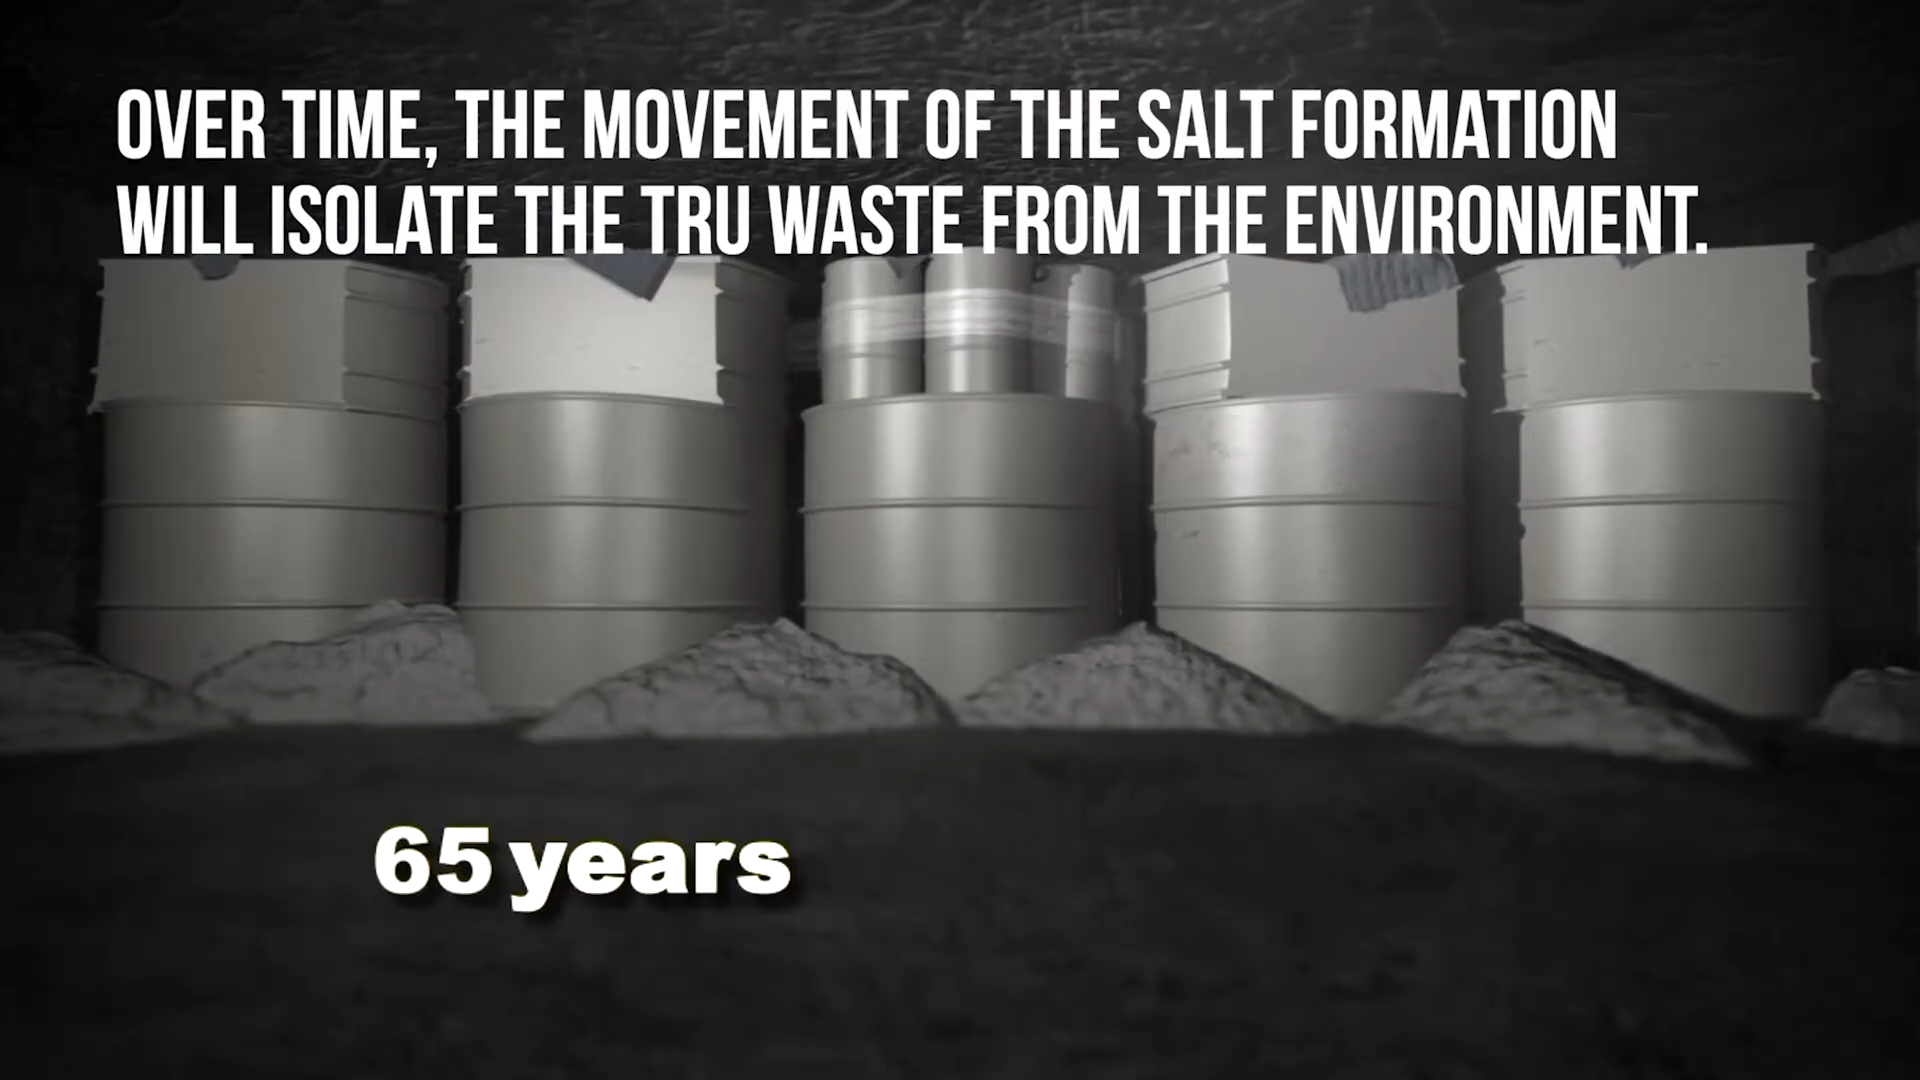 OVER TIME, THE MOVEMENT OF THE SALT FORMATION
WILL ISOLATE THE TRU WASTE FROM THE ENVIRONMENT.
65 years